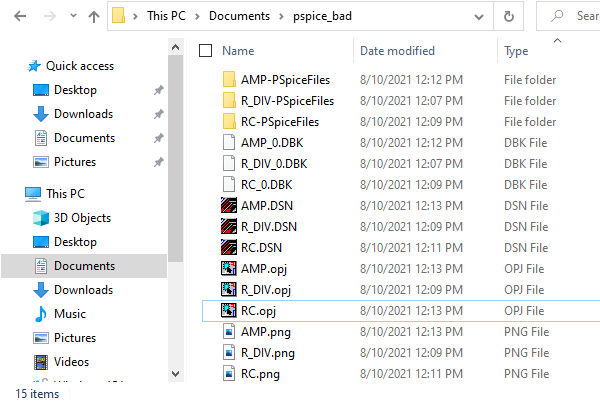 This PC > Documents > pspice_bad
Sear
Name Date modified Type
Quick access
Desktop
Downloads
Documents
Pictures
This PC
3D Objects
Desktop
Documents
Downloads
Music
Pictures
Videos
AMP-PSpiceFiles 8/10/2021 12:12 PM File folder
R_DIV-PSpiceFiles 8/10/2021 12:07 PM File folder
RC-PSpiceFiles 8/10/2021 12:09 PM File folder
AMP_0.DBK 8/10/2021 12:12 PM DBK File
R_DIV_0.DBK 8/10/2021 12:07 PM DBK File
RC_0.DBK 8/10/2021 12:09 PM DBK File
AMP.DSN 8/10/2021 12:13 PM DSN File
R_DIV.DSN 8/10/2021 12:09 PM DSN File
RC.DSN 8/10/2021 12:11 PM DSN File
AMP.opj 8/10/2021 12:13 PM OPJ File
R_DIV.opj 8/10/2021 12:09 PM OPJ File
RC.opj 8/10/2021 12:13 PM OPJ File
AMP.png 8/10/2021 12:13 PM PNG File
R_DIV.png 8/10/2021 12:09 PM PNG File
RC.png 8/10/2021 12:11 PM PNG File
15 items